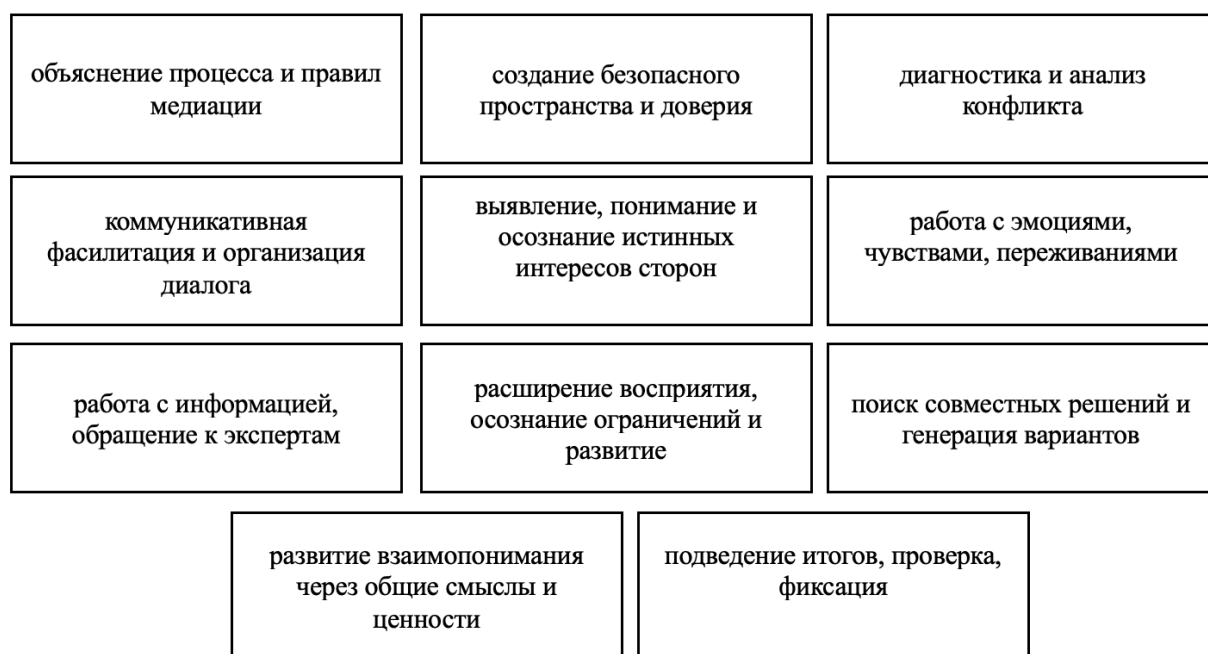 объяснение процесса и правил
медиации
создание безопасного
пространства и доверия
диагностика и анализ
конфликта
коммуникативная
фасилитация и организация
диалога
выявление, понимание и
осознание истинных
интересов сторон
работа с эмоциями,
чувствами, переживаниями
работа с информацией,
обращение к экспертам
расширение восприятия,
осознание ограничений и
развитие
поиск совместных решений и
генерация вариантов
развитие взаимопонимания
через общие смыслы и
ценности
подведение итогов, проверка,
фиксация